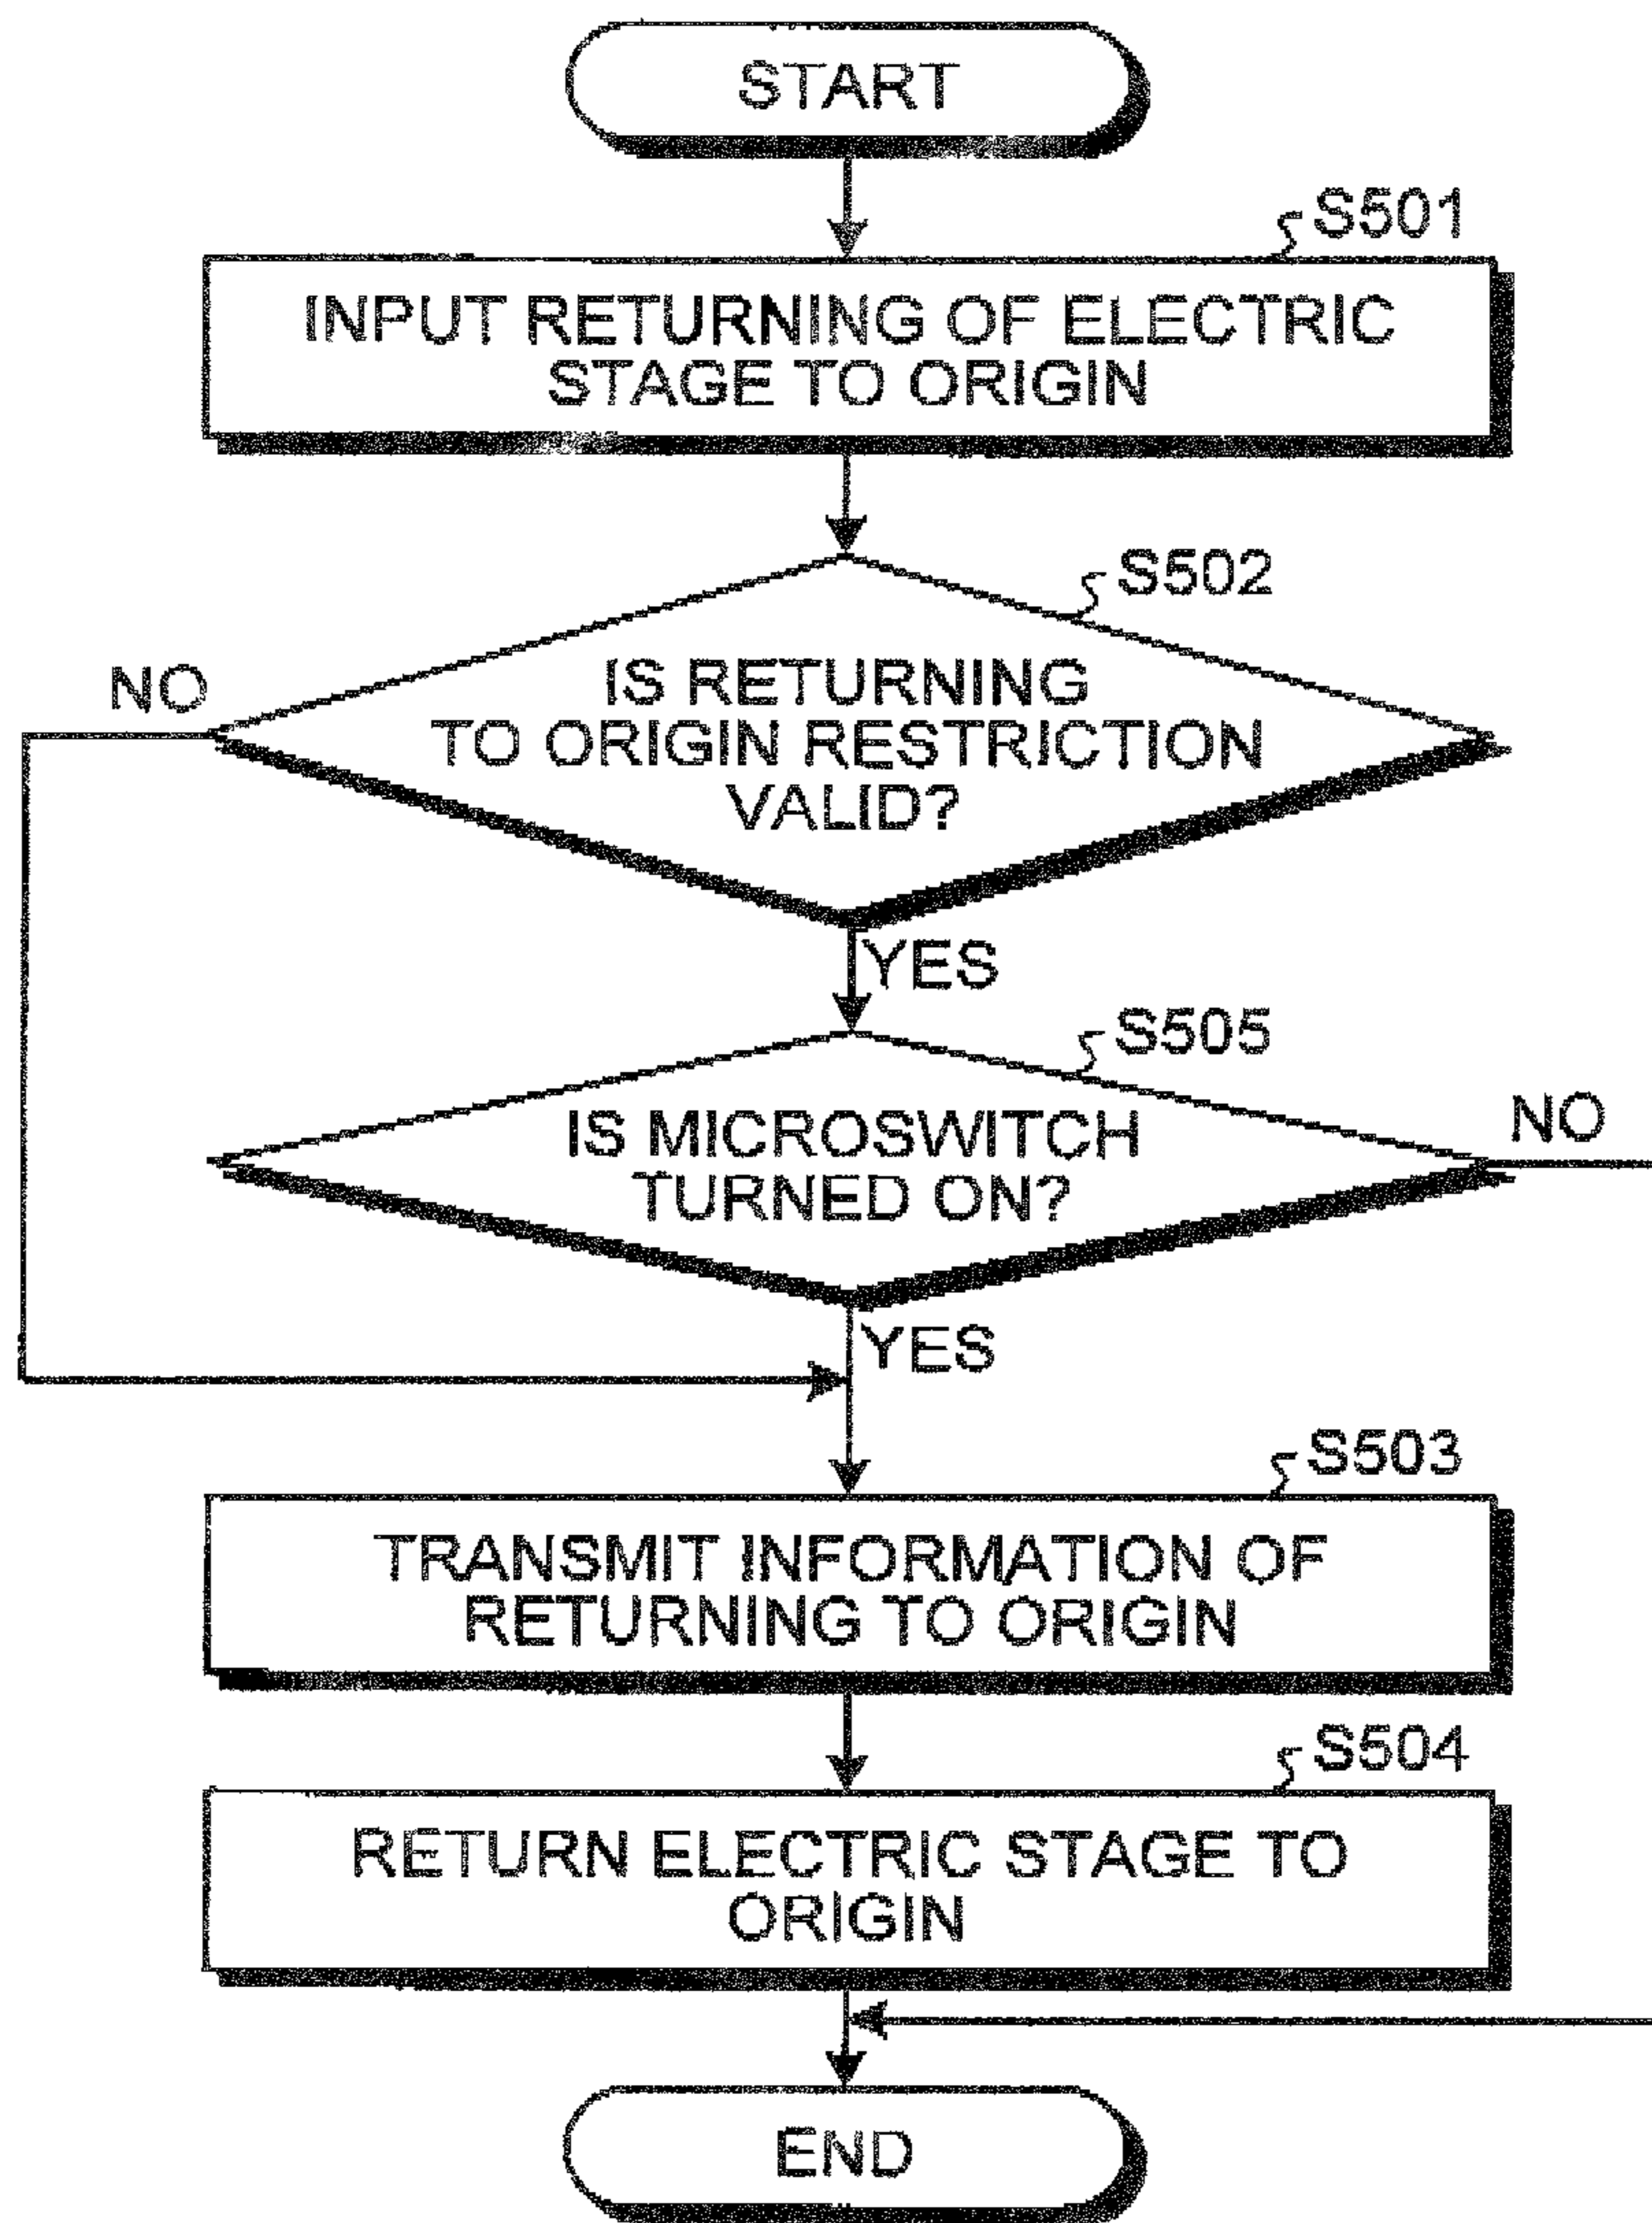 START
S501
INPUT RETURNING OF ELECTRIC
STAGE TO ORIGIN
S502
NO
IS RETURNING
TO ORIGIN RESTRICTION
VALID?
YES
S505
NO
IS MICROSWITCH
TURNED ON?
YES
S503
TRANSMIT INFORMATION OF
RETURNING TO ORIGIN
S504
RETURN ELECTRIC STAGE TO
ORIGIN
END